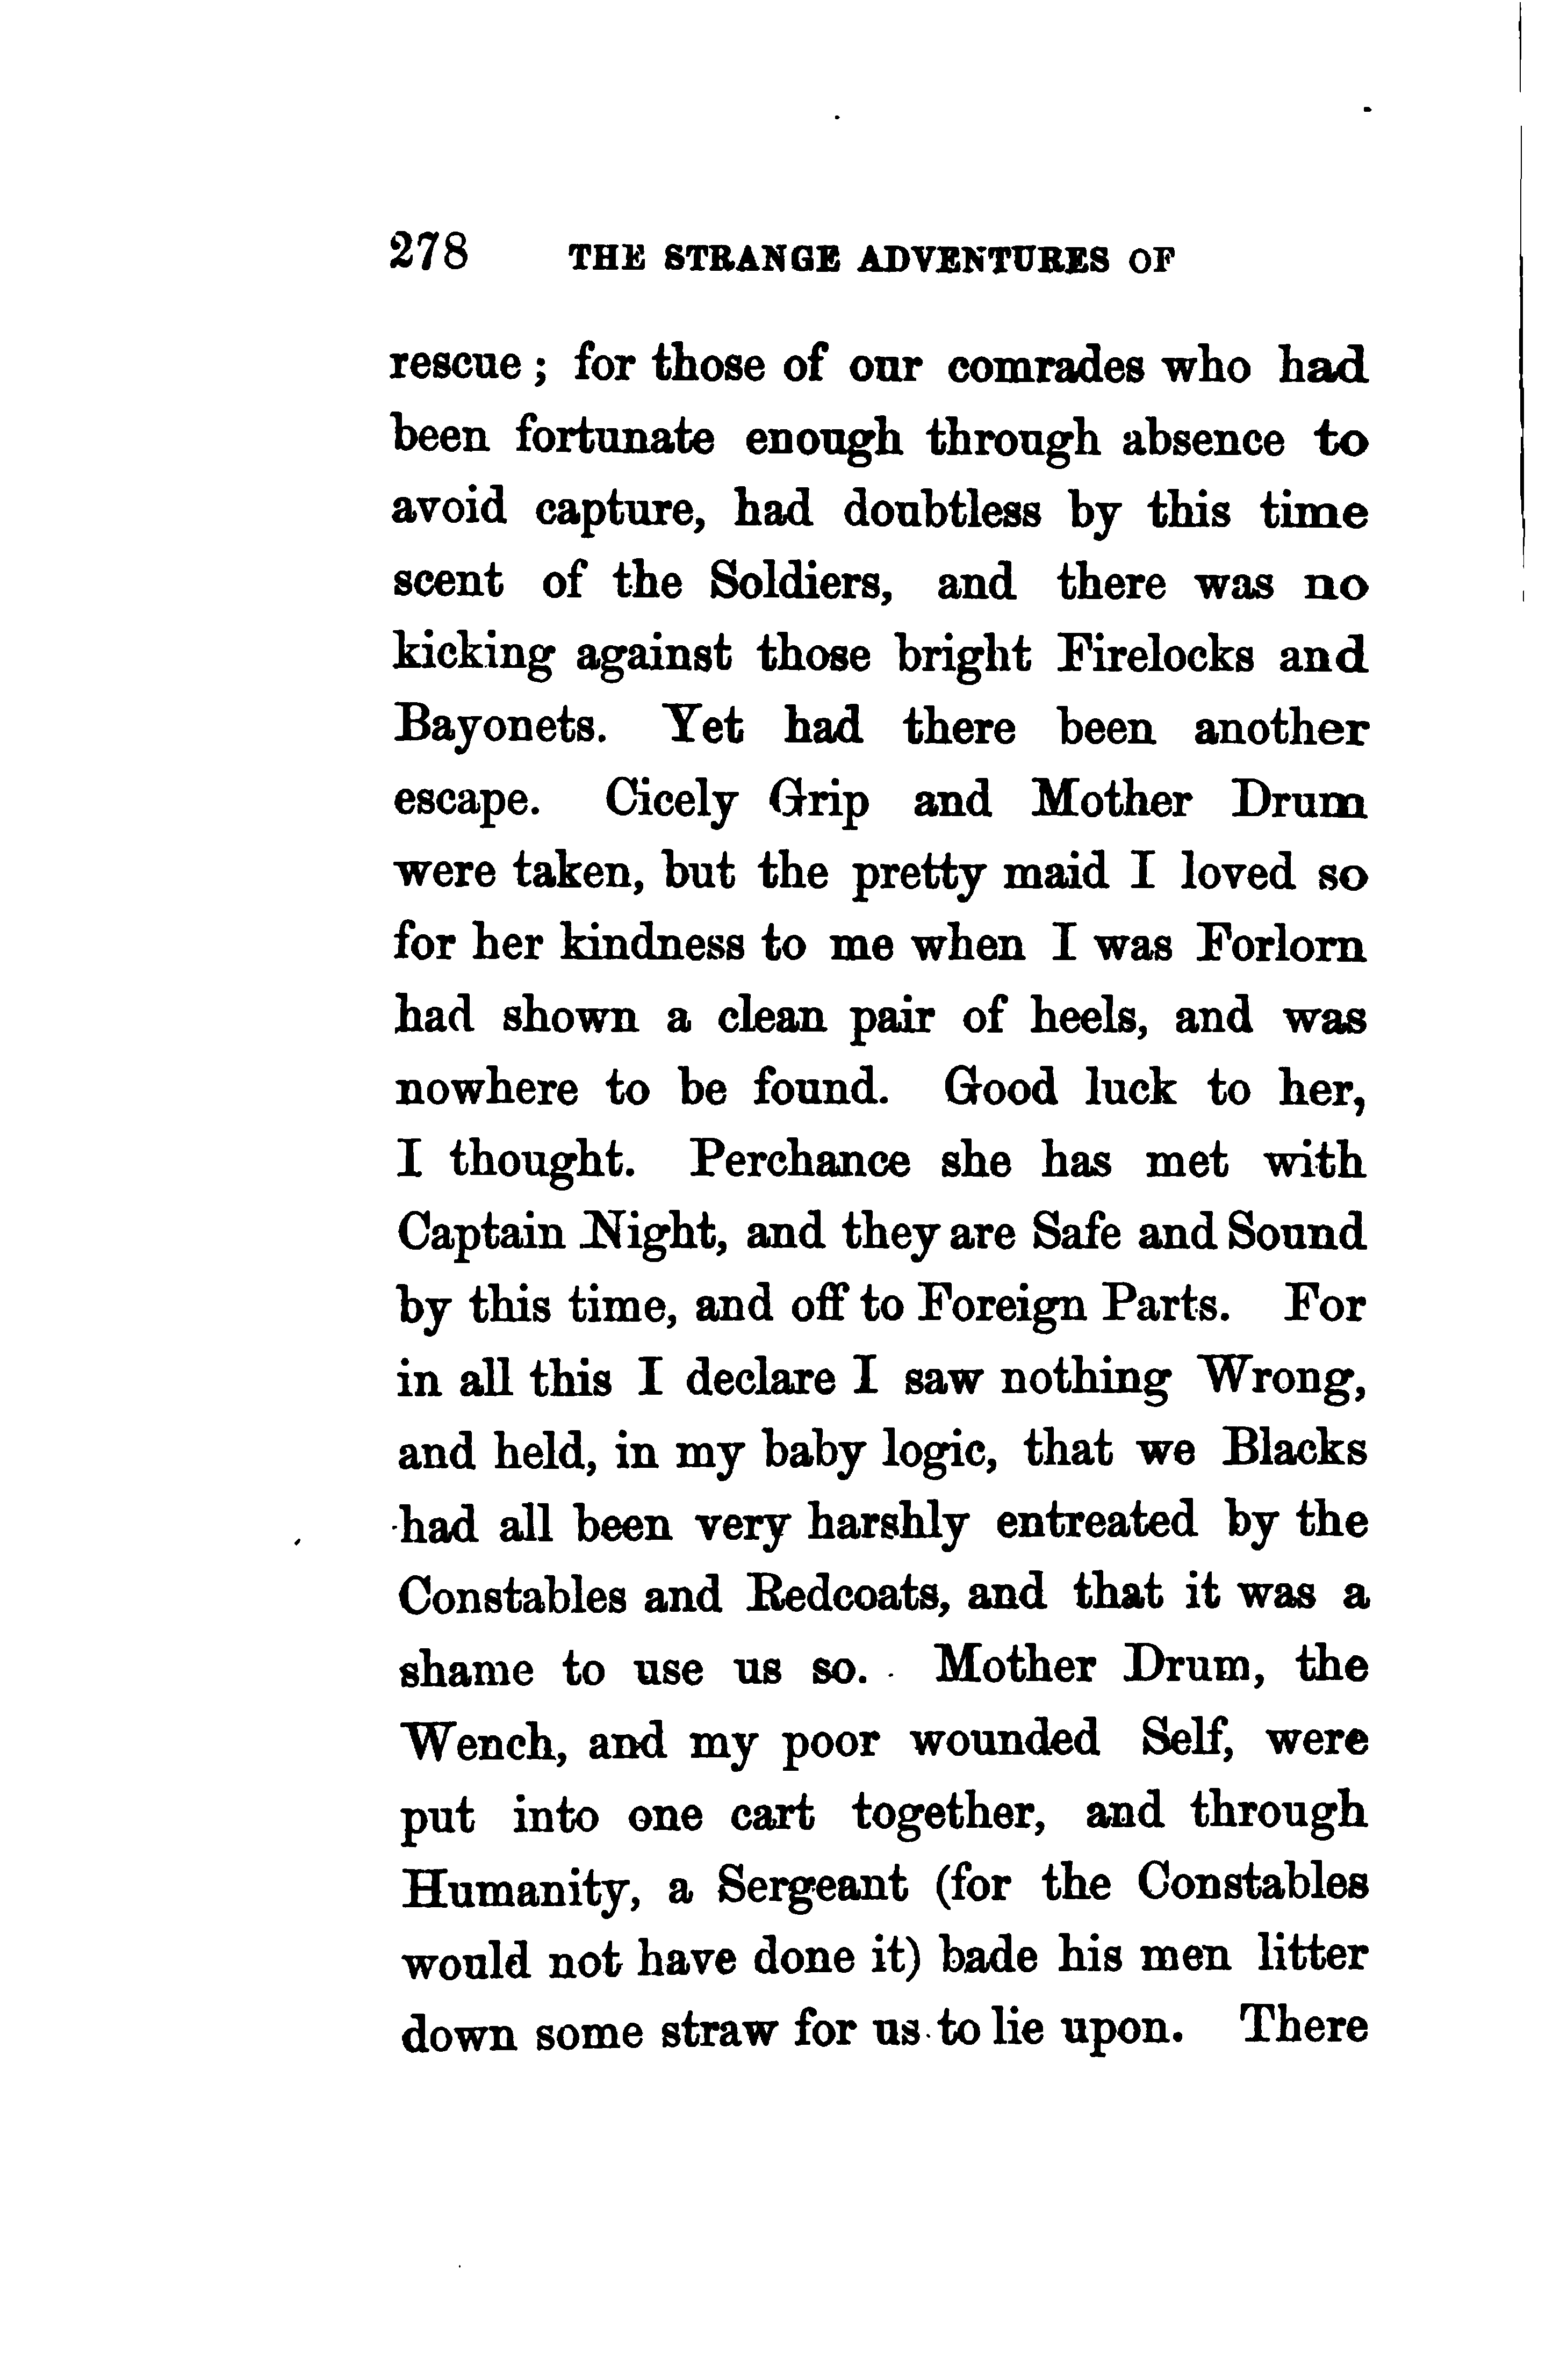 278 THE STRANGE ADVENTURES OF
rescue; for those of our comrades who had
been fortunate enough through absence to
avoid capture, had doubtless by this time
scent of the Soldiers, and there was no
kicking against those bright Firelocks and
Bayonets. Yet had there been another
escape. Cicely Grip and Mother Drum
were taken, but the pretty maid I loved so
for her kindness to me when I was Forlorn
had shown a clean pair of heels, and was
nowhere to be found. Good luck to her,
I thought. Perchance she has met with
Captain Night, and they are Safe and Sound
by this time, and off to Foreign Parts. For
in all this I declare I saw nothing Wrong,
and held, in my baby logic, that we Blacks
had all been very harshly entreated by the
Constables and Redcoats, and that it was a
shame to use us so. Mother Drum, the
Wench, and my poor wounded Self, were
put into one cart together, and through
Humanity, a Sergeant (for the Constables
would not have done it) bade his men litter
down some straw for us to lie upon. There